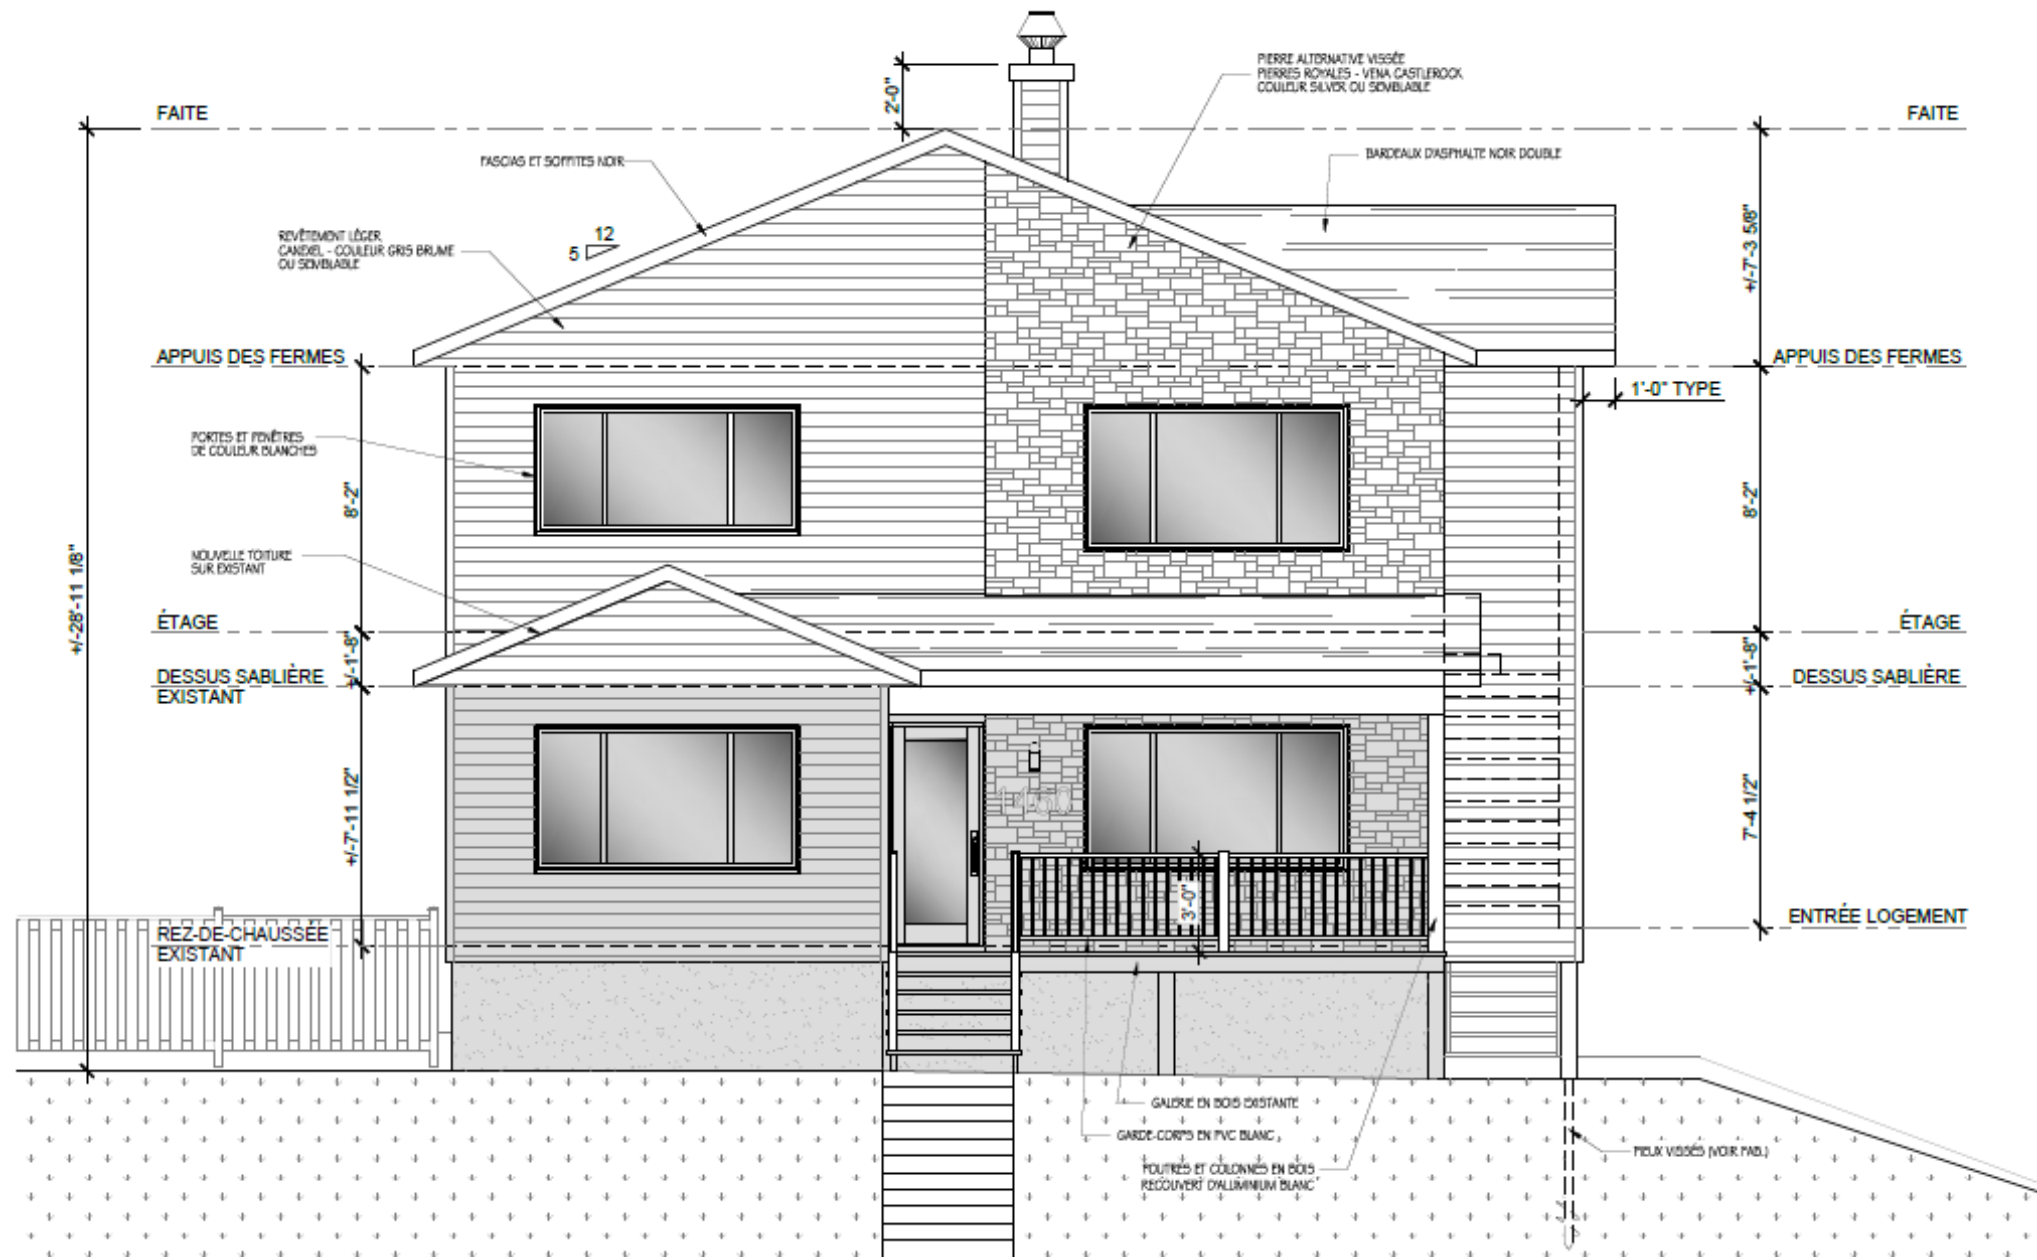 PIERRE ALTERNATIVE VISSÉE
PIERRES ROYALES - VENA CASTLEROCK
COULEUR SILVER OU SEMBLABLE
2'-0"
FAITE
FAITE
FASCIAS ET SOFFITES NOIR
BARDEAUX D'ASPHALTE NOIR DOUBLE
REVÊTEMENT LÉGER
CANEXEL - COULEUR GRIS BRUME
OU SEMBLABLE
12
5
+/-7'-3 5/8"
APPUIS DES FERMES
APPUIS DES FERMES
1'-0" TYPE
PORTES ET FENÊTRES
DE COULEUR BLANCHES
8'-2"
8'-2"
NOUVELLE TOITURE
SUR EXISTANT
+/-28'-11 1/8"
ÉTAGE
ÉTAGE
+/-1'-8"
+/-1'-8"
DESSUS SABLIÈRE
EXISTANT
DESSUS SABLIÈRE
1480
+/-7'-11 1/2"
7'-4 1/2"
3'-0"
REZ-DE-CHAUSSÉE
EXISTANT
ENTRÉE LOGEMENT
GALERIE EN BOIS EXISTANTE
GARDE-CORPS EN PVC BLANC
POUTRES ET COLONNES EN BOIS
RECOUVERT D'ALUMINIUM BLANC
PIEUX VISSÉS (VOIR FAB.)